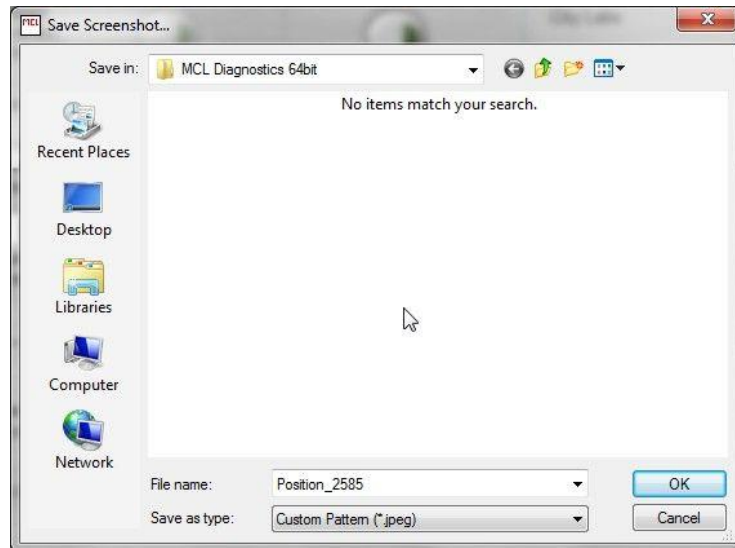 MCL Save Screenshot...
Save in: MCL Diagnostics 64bit
No items match your search.
Recent Places
Desktop
Libraries
Computer
Network
File name: Position_2585 OK
Save as type: Custom Pattern (*.jpeg) Cancel